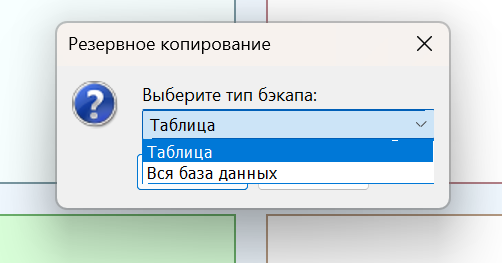 Резервное копирование
Выберите тип бэкапа:
Таблица
Таблица
Вся база данных